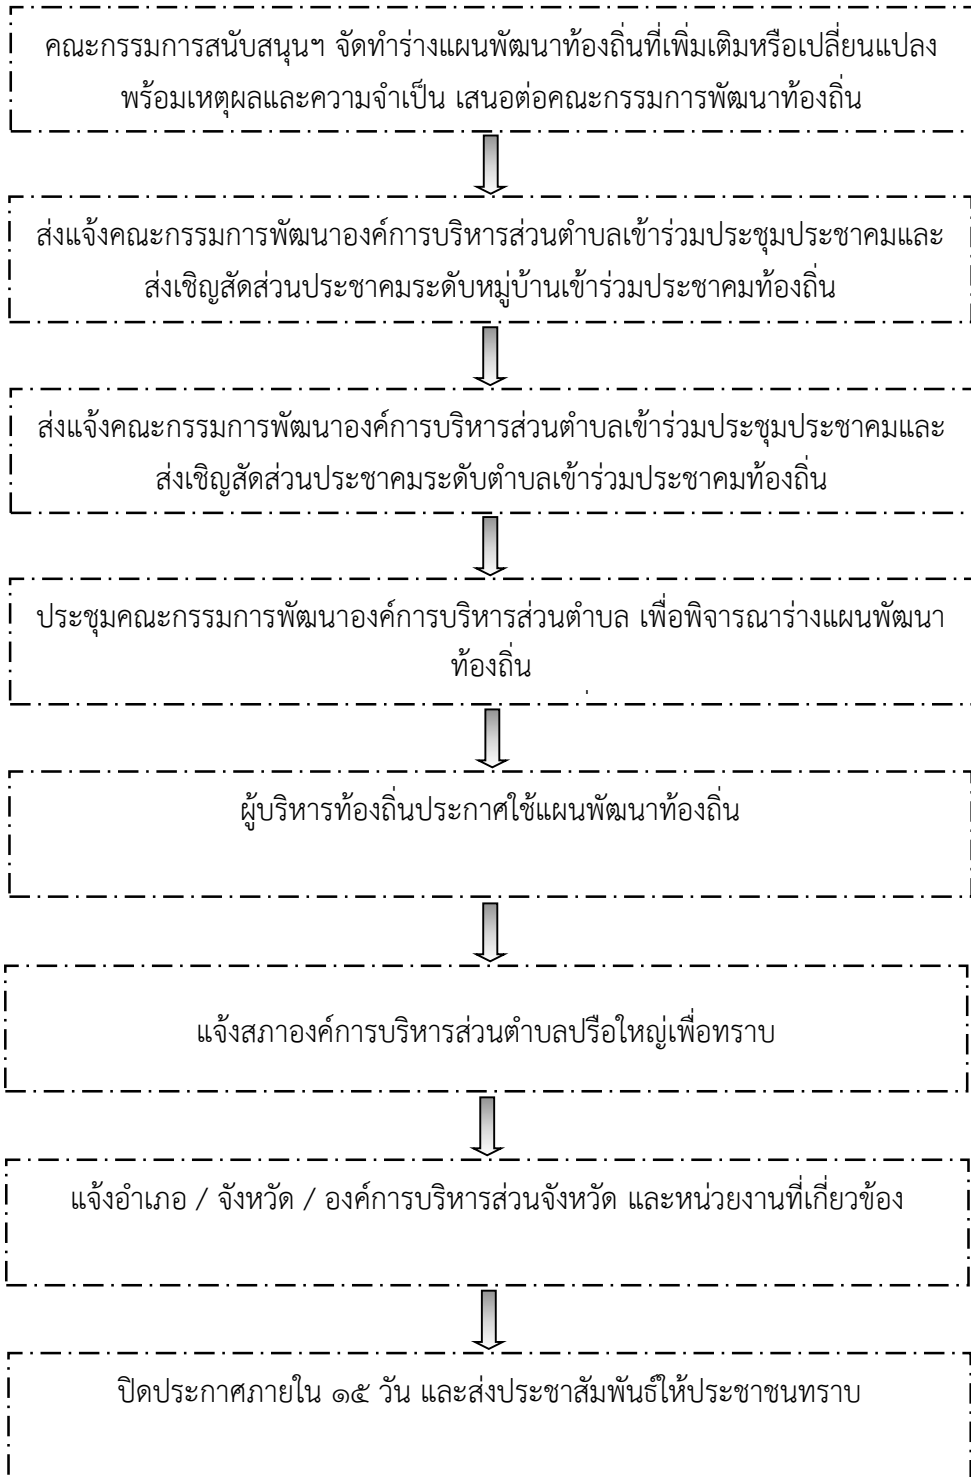 คณะกรรมการสนับสนุนฯ จัดทำร่างแผนพัฒนาท้องถิ่นที่เพิ่มเติมหรือเปลี่ยนแปลง
พร้อมเหตุผลและความจำเป็น เสนอต่อคณะกรรมการพัฒนาท้องถิ่น
ส่งแจ้งคณะกรรมการพัฒนาองค์การบริหารส่วนตำบลเข้าร่วมประชุมประชาคมและ
ส่งเชิญสัดส่วนประชาคมระดับหมู่บ้านเข้าร่วมประชาคมท้องถิ่น
ส่งแจ้งคณะกรรมการพัฒนาองค์การบริหารส่วนตำบลเข้าร่วมประชุมประชาคมและ
ส่งเชิญสัดส่วนประชาคมระดับตำบลเข้าร่วมประชาคมท้องถิ่น
ประชุมคณะกรรมการพัฒนาองค์การบริหารส่วนตำบล เพื่อพิจารณาร่างแผนพัฒนา
ท้องถิ่น
ผู้บริหารท้องถิ่นประกาศใช้แผนพัฒนาท้องถิ่น
แจ้งสภาองค์การบริหารส่วนตำบลปรือใหญ่เพื่อทราบ
แจ้งอำเภอ / จังหวัด / องค์การบริหารส่วนจังหวัด และหน่วยงานที่เกี่ยวข้อง
ปิดประกาศภายใน ๑๕ วัน และส่งประชาสัมพันธ์ให้ประชาชนทราบ